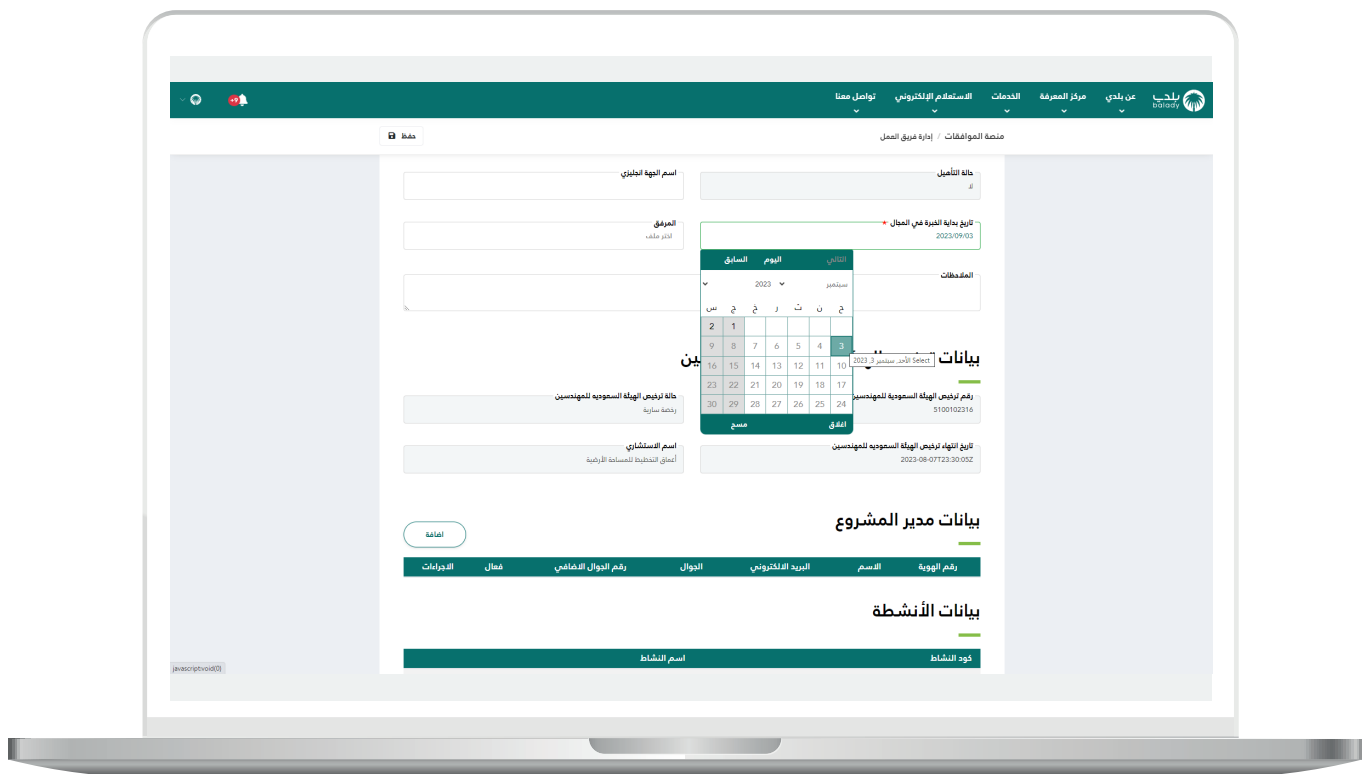 بلدي balady عن بلدي مركز المعرفة الخدمات الاستعلام الإلكتروني تواصل معنا +9
منصة الموافقات / إدارة فريق العمل حفظ
حالة التأهيل اسم الجهة انجليزي
لا
تاريخ بداية الخبرة في المجال * المرفق
2023/09/03 اختر ملف
التالي اليوم السابق
الملاحظات
سبتمبر 2023
ح ن ث ر خ ج س
1 2
3 4 5 6 7 8 9
بيانات
ين
Select الأحد, سبتمبر 3, 2023
10 11 12 13 14 15 16
17 18 19 20 21 22 23
24 25 26 27 28 29 30
اغلاق مسح
رقم ترخيص الهيئة السعودية للمهندسين حالة ترخيص الهيئة السعوديه للمهندسين
5100102316 رخصة سارية
تاريخ انتهاء ترخيص الهيئة السعوديه للمهندسين اسم الاستشاري
2023-08-07T23:30:05Z أعماق التخطيط للمساحة الأرضية
بيانات مدير المشروع
اضافة
رقم الهوية الاسم البريد الالكتروني الجوال رقم الجوال الاضافي فعال الاجراءات
بيانات الأنشطة
كود النشاط اسم النشاط
javascript:void(0)